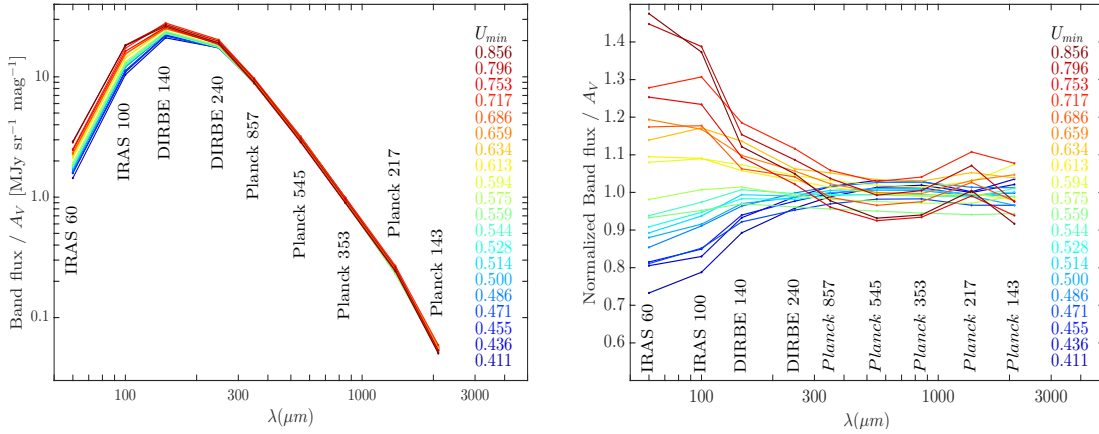 Band flux / A_V [MJy sr⁻¹ mag⁻¹]
10
1.0
0.1
100
300
1000
3000
λ(μm)
IRAS 60
IRAS 100
DIRBE 140
DIRBE 240
Planck 857
Planck 545
Planck 353
Planck 217
Planck 143
U_min
0.856
0.796
0.753
0.717
0.686
0.659
0.634
0.613
0.594
0.575
0.559
0.544
0.528
0.514
0.500
0.486
0.471
0.455
0.436
0.411
Normalized Band flux / A_V
1.4
1.3
1.2
1.1
1.0
0.9
0.8
0.7
0.6
100
300
1000
3000
λ(μm)
IRAS 60
IRAS 100
DIRBE 140
DIRBE 240
Planck 857
Planck 545
Planck 353
Planck 217
Planck 143
U_min
0.856
0.796
0.753
0.717
0.686
0.659
0.634
0.613
0.594
0.575
0.559
0.544
0.528
0.514
0.500
0.486
0.471
0.455
0.436
0.411